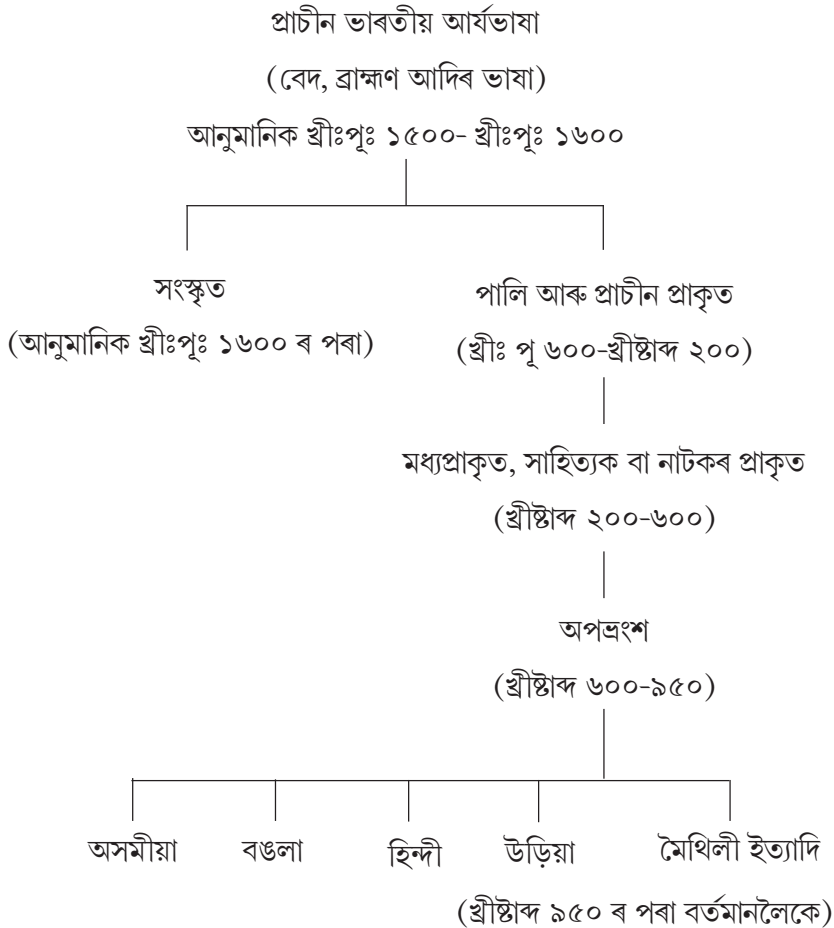 প্ৰাচীন ভাৰতীয় আৰ্যভাষা
(বেদ, ব্ৰাহ্মণ আদিৰ ভাষা)
আনুমানিক খ্ৰীঃপূঃ ১৫০০- খ্ৰীঃপূঃ ১৬০০
সংস্কৃত
(আনুমানিক খ্ৰীঃপূঃ ১৬০০ ৰ পৰা)
পালি আৰু প্ৰাচীন প্ৰাকৃত
(খ্ৰীঃ পূ ৬০০-খ্ৰীষ্টাব্দ ২০০)
মধ্যপ্ৰাকৃত, সাহিত্যক বা নাটকৰ প্ৰাকৃত
(খ্ৰীষ্টাব্দ ২০০-৬০০)
অপভ্ৰংশ
(খ্ৰীষ্টাব্দ ৬০০-৯৫০)
অসমীয়া বঙলা হিন্দী উড়িয়া মৈথিলী ইত্যাদি
(খ্ৰীষ্টাব্দ ৯৫০ ৰ পৰা বৰ্তমানলৈকে)